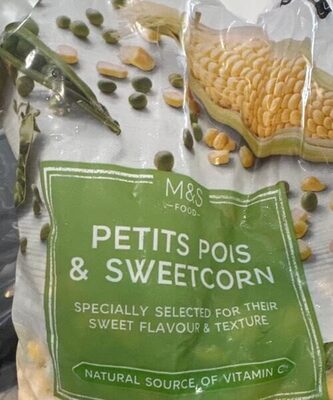 M&S
FOOD
PETITS POIS
& SWEETCORN
SPECIALLY SELECTED FOR THEIR
SWEET FLAVOUR & TEXTURE
NATURAL SOURCE OF VITAMIN C